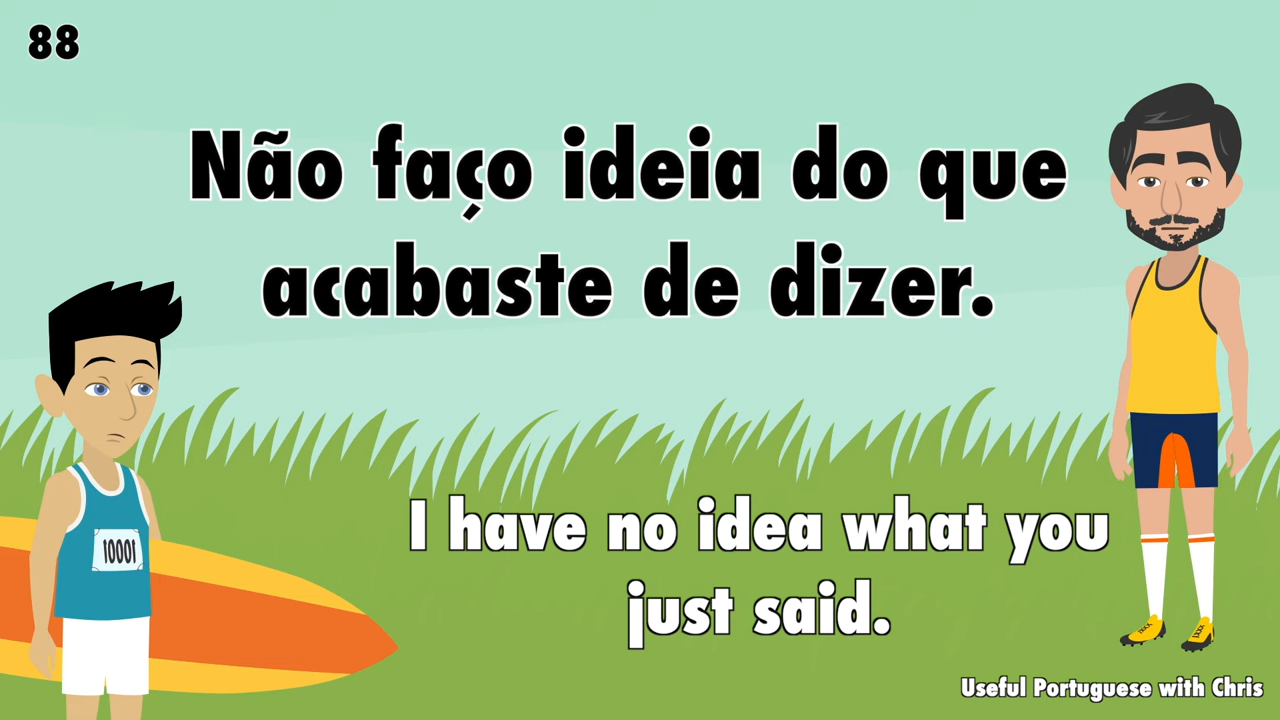 88
Não faço ideia do que
acabaste de dizer.
10001
I have no idea what you
just said.
Useful Portuguese with Chris